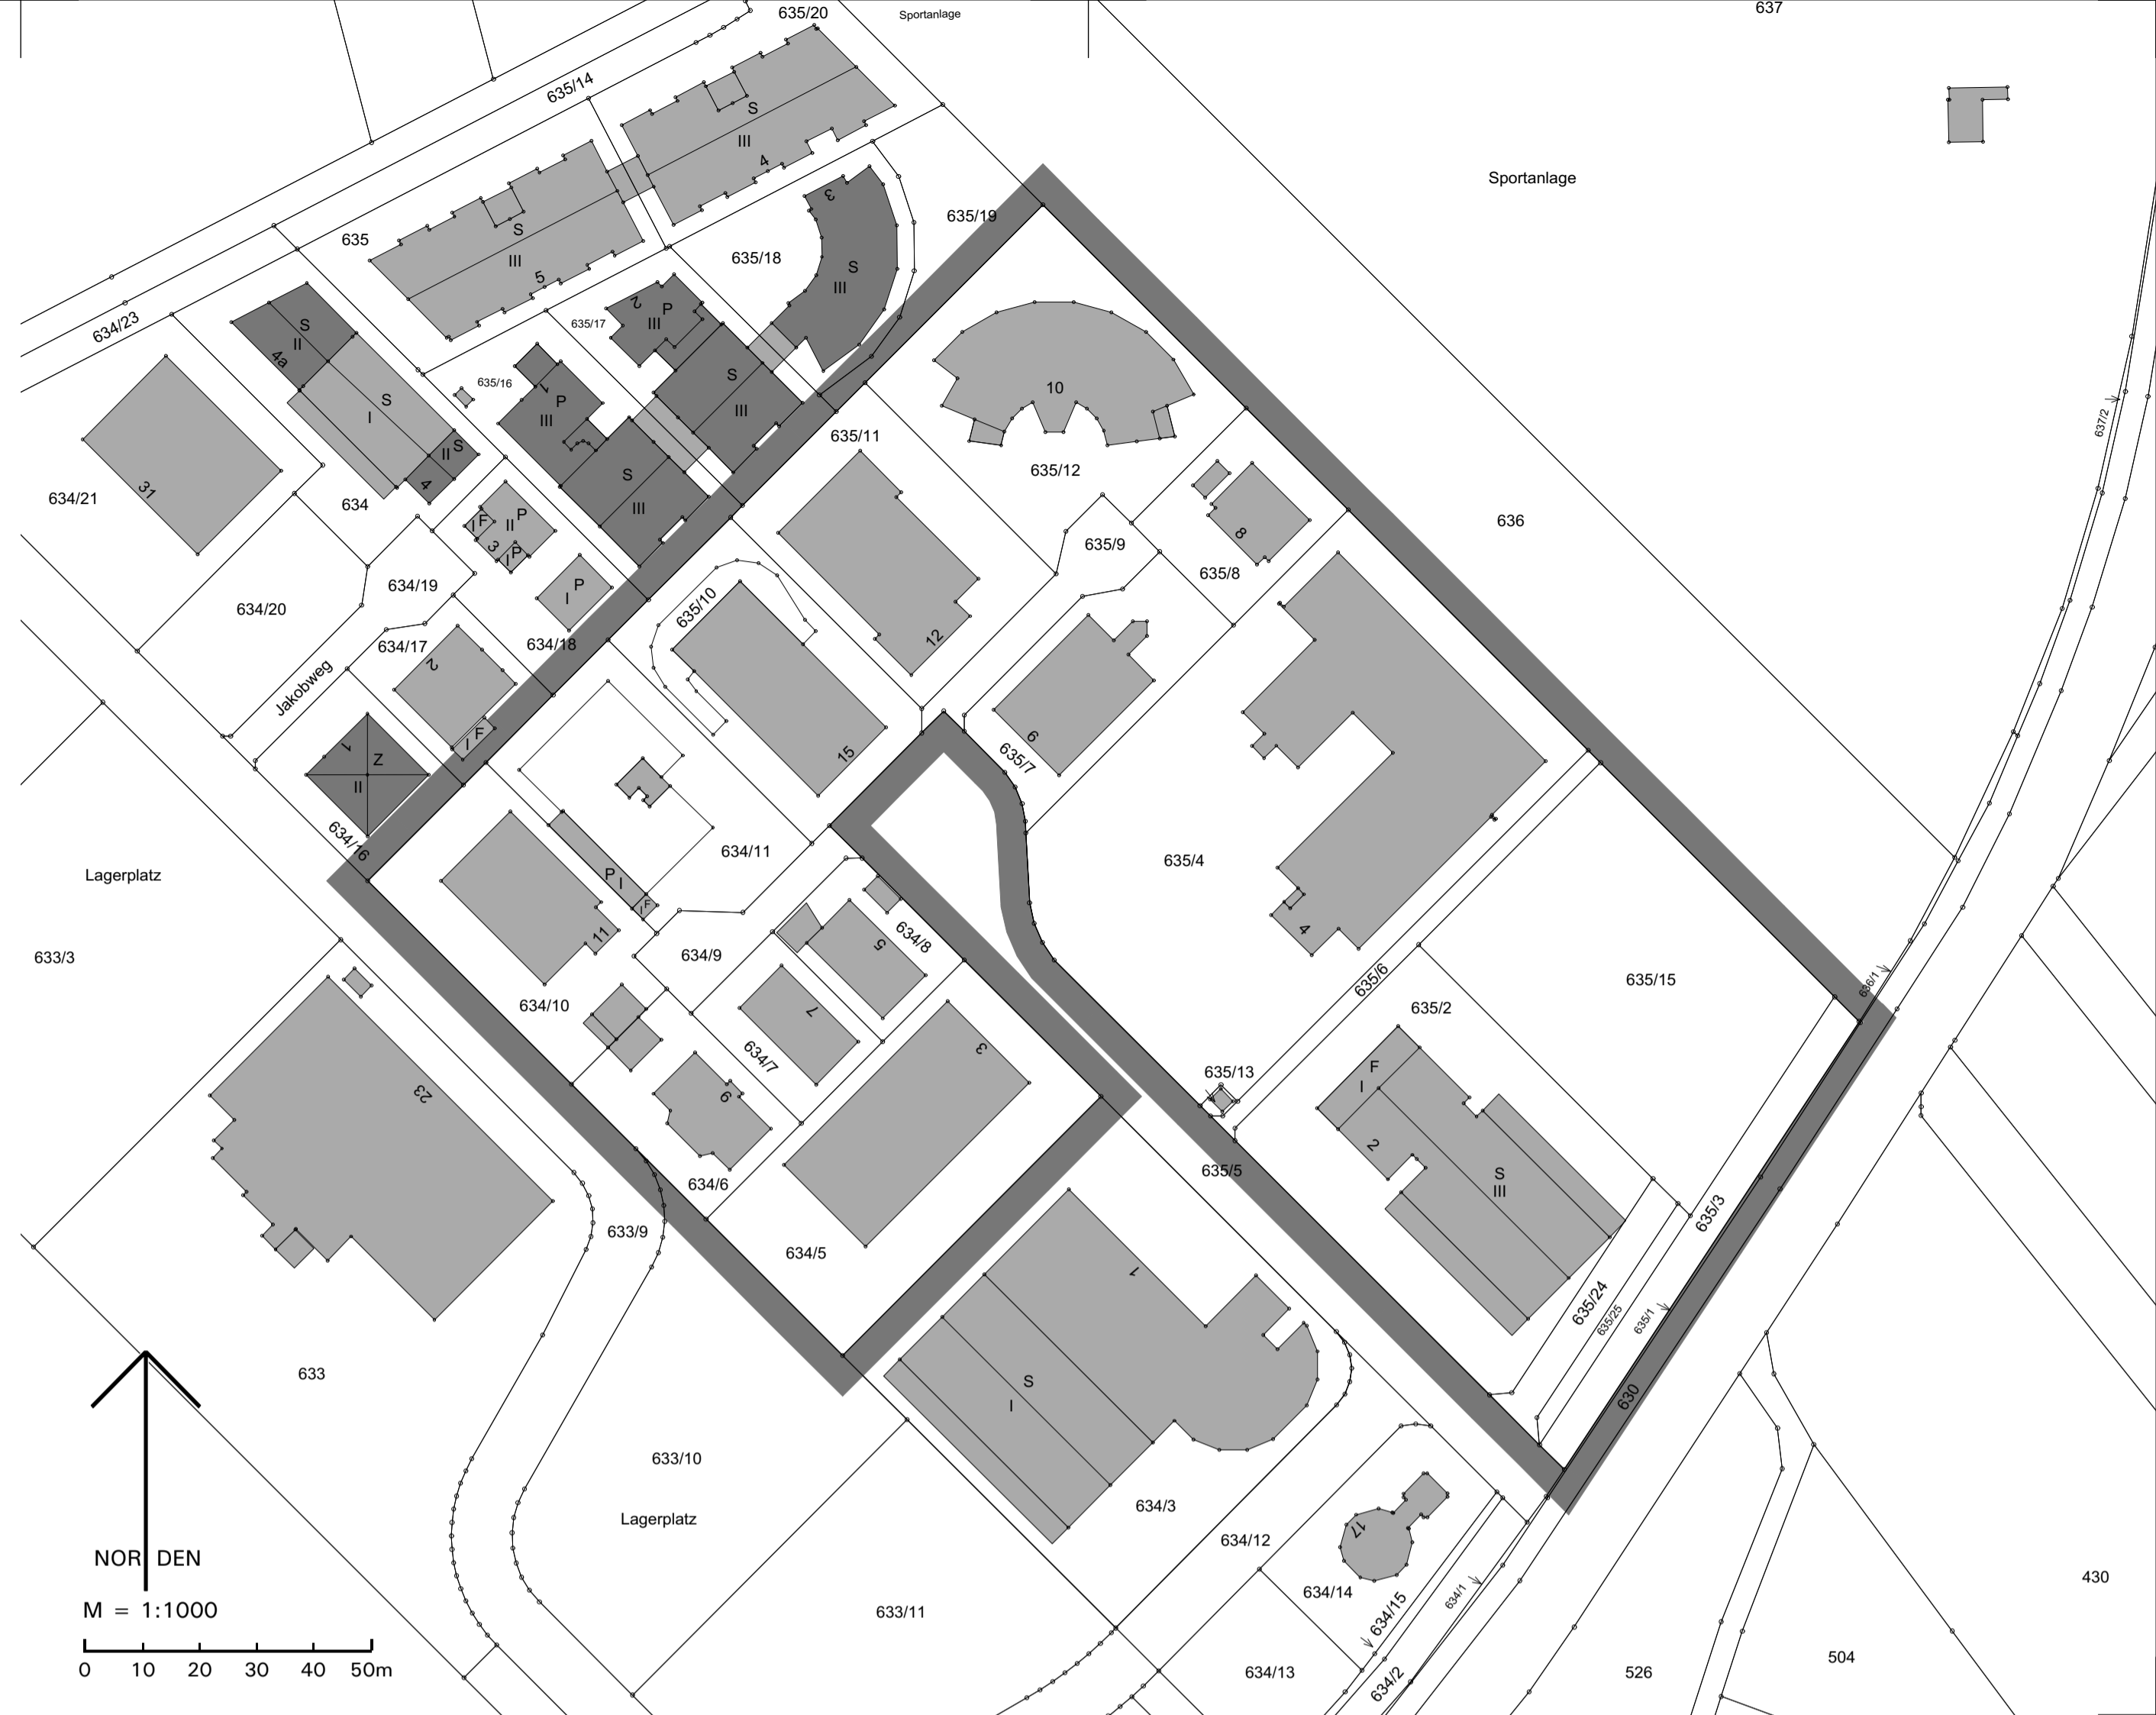 635/20
Sportanlage
637
635/14
S
III
4
Sportanlage
3
635/19
635
S
III
5
635/18
S
III
634/23
S
II
4a
2
P
III
635/17
S
I
635/16
1
P
III
S
III
10
637/2
635/11
635/12
II
S
4
31
634/21
634
S
III
636
I
F
II
P
3
I
P
8
635/9
635/8
634/19
P
I
634/20
635/10
12
634/17
2
634/18
Jakobweg
I
F
1
Z
II
9
635/7
15
634/16
634/11
635/4
Lagerplatz
P
I
I
F
11
5
634/8
4
633/3
634/9
635/6
635/15
636/1
634/10
7
635/2
634/7
3
F
I
635/13
23
9
2
635/5
S
III
634/6
633/9
634/5
635/3
1
635/24
635/25
635/1
633
S
I
630
633/10
634/3
Lagerplatz
17
634/12
NORDEN
634/14
634/15
634/1
430
M = 1:1000
633/11
0 10 20 30 40 50m
634/13
634/2
526
504